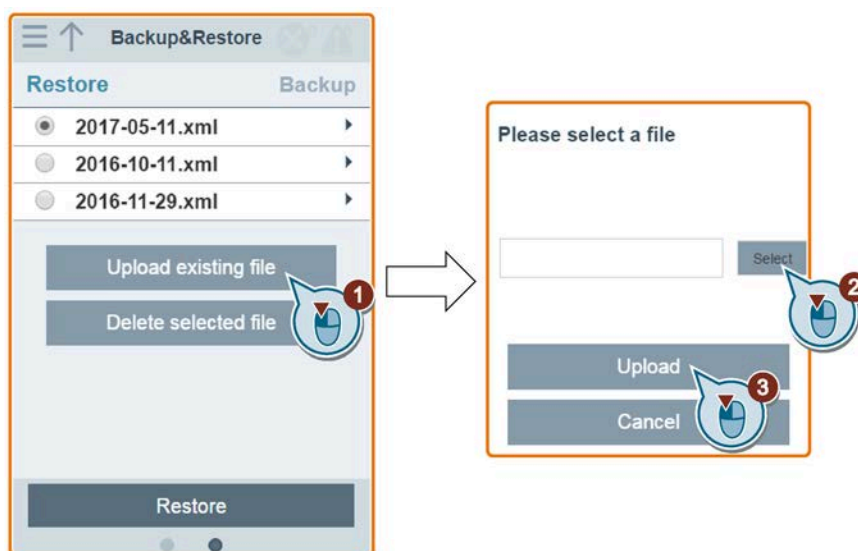 Backup&Restore
Restore Backup
2017-05-11.xml
2016-10-11.xml
2016-11-29.xml
Upload existing file
1
Delete selected file
Restore
Please select a file
Select
2
Upload
3
Cancel